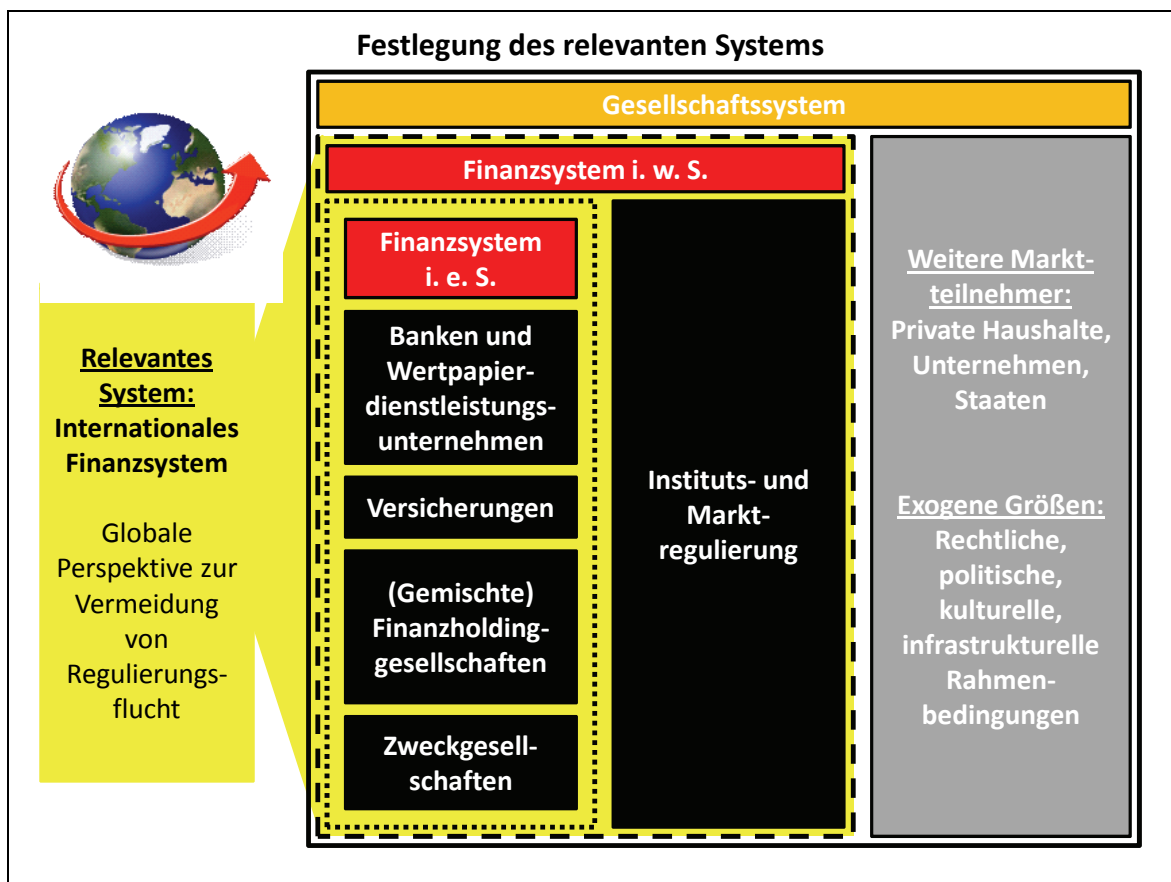 Festlegung des relevanten Systems
Gesellschaftssystem
Finanzsystem i. w. S.
Finanzsystem
i. e. S.
Banken und
Wertpapier-
dienstleistungs-
unternehmen
Versicherungen
(Gemischte)
Finanzholding-
gesellschaften
Zweckgesell-
schaften
Instituts- und
Markt-
regulierung
Weitere Markt-
teilnehmer:
Private Haushalte,
Unternehmen,
Staaten
Exogene Größen:
Rechtliche,
politische,
kulturelle,
infrastrukturelle
Rahmen-
bedingungen
Relevantes
System:
Internationales
Finanzsystem
Globale
Perspektive zur
Vermeidung
von
Regulierungs-
flucht